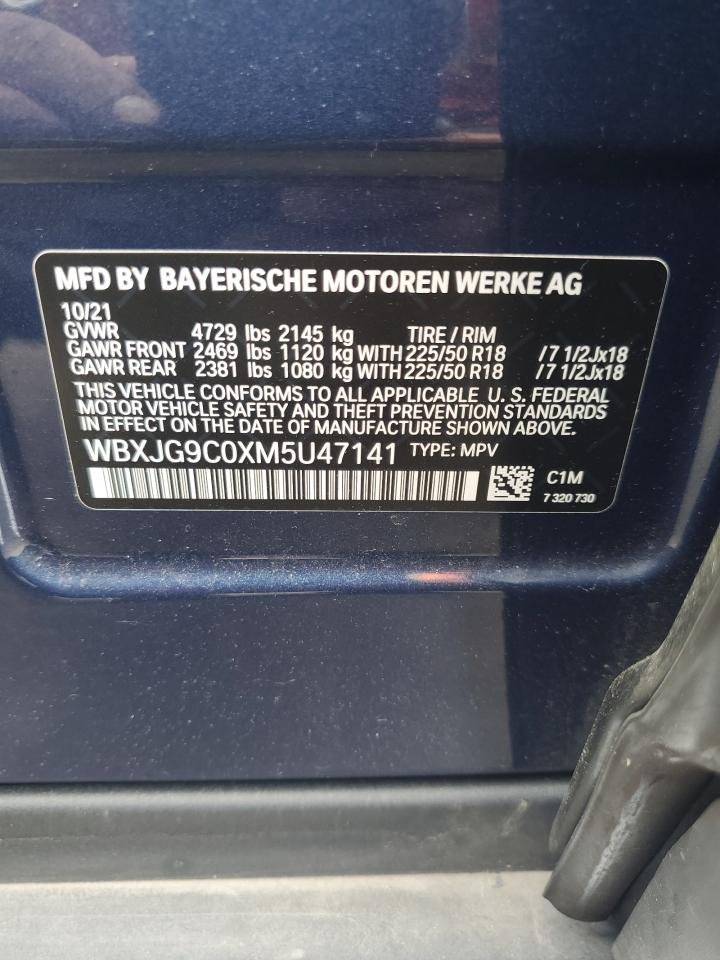 MFD BY BAYERISCHE MOTOREN WERKE AG
10/21
GVWR 4729 lbs 2145 kg TIRE / RIM
GAWR FRONT 2469 lbs 1120 kg WITH 225/50 R18 /7 1/2Jx18
GAWR REAR 2381 lbs 1080 kg WITH 225/50 R18 /7 1/2Jx18
THIS VEHICLE CONFORMS TO ALL APPLICABLE U. S. FEDERAL
MOTOR VEHICLE SAFETY AND THEFT PREVENTION STANDARDS
IN EFFECT ON THE DATE OF MANUFACTURE SHOWN ABOVE.
WBXJG9C0XM5U47141 TYPE: MPV
C1M
7 320 730